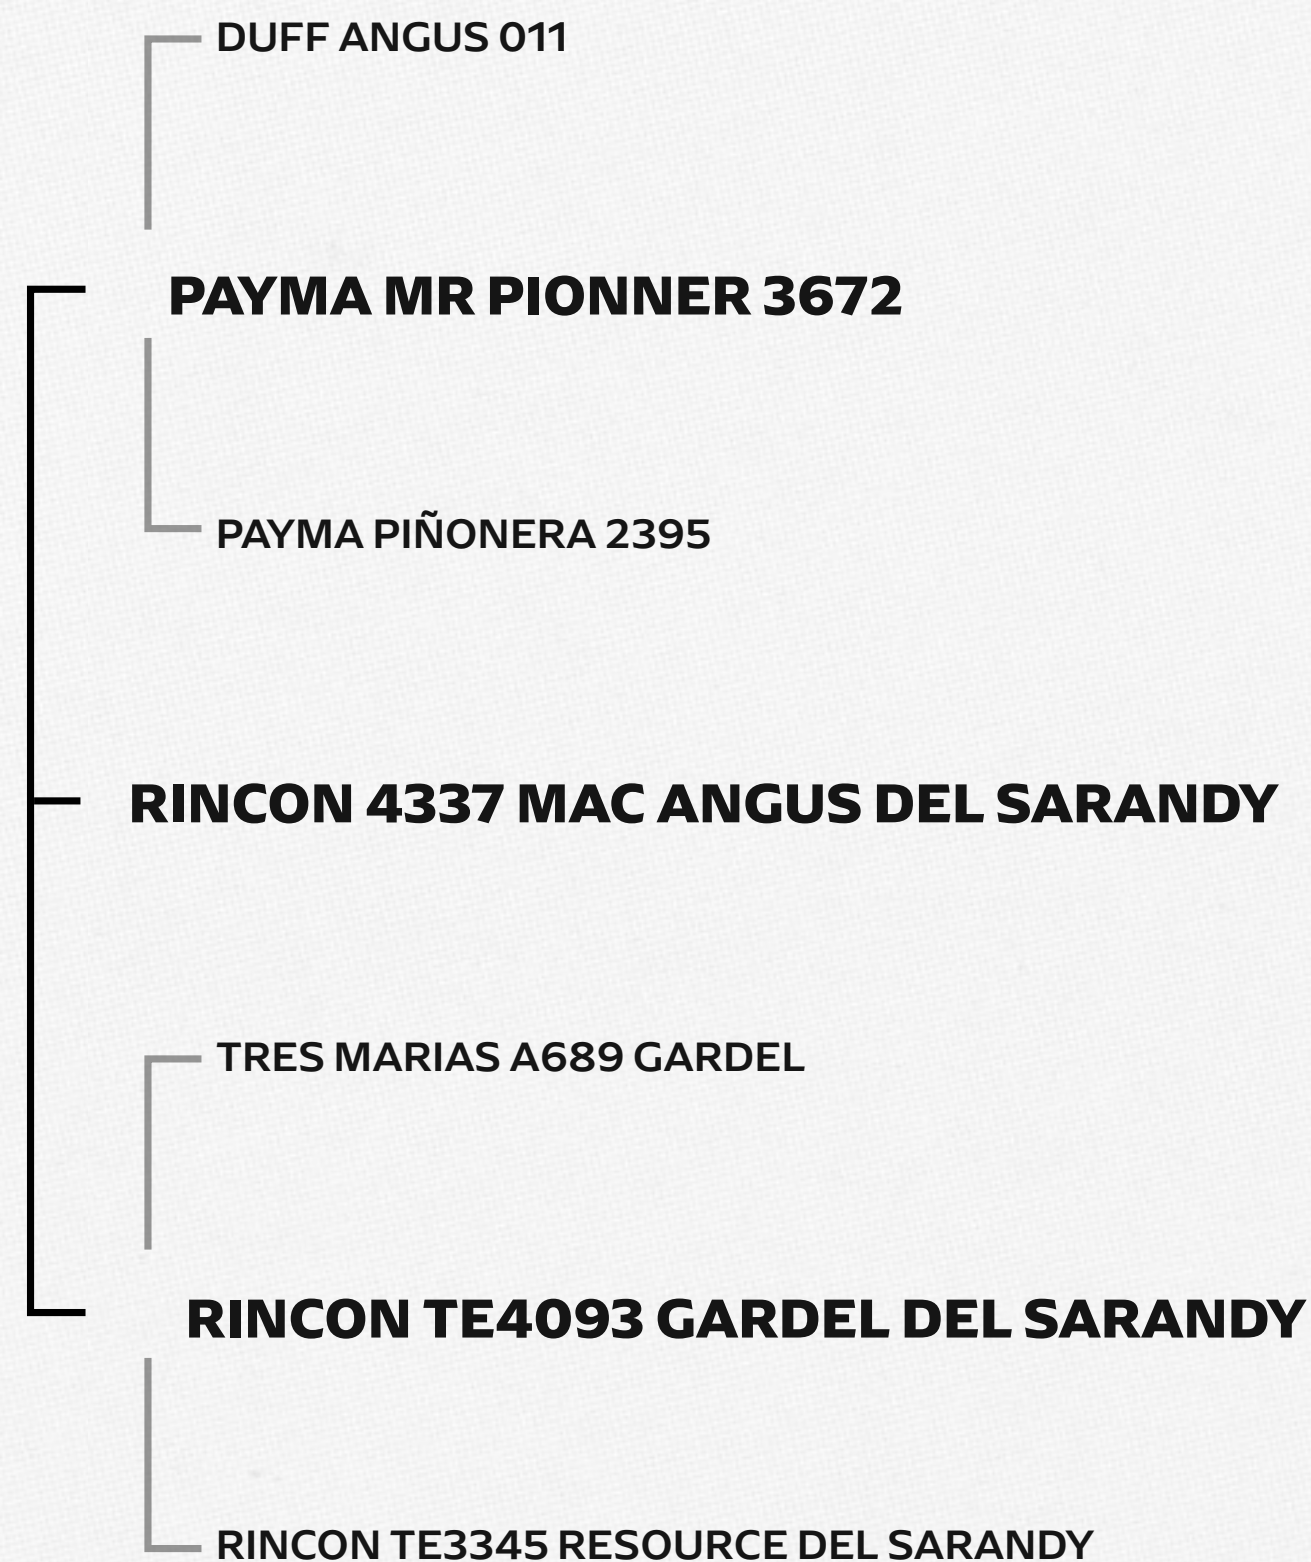 DUFF ANGUS 011
PAYMA MR PIONNER 3672
PAYMA PIÑONERA 2395
RINCON 4337 MAC ANGUS DEL SARANDY
TRES MARIAS A689 GARDEL
RINCON TE4093 GARDEL DEL SARANDY
RINCON TE3345 RESOURCE DEL SARANDY